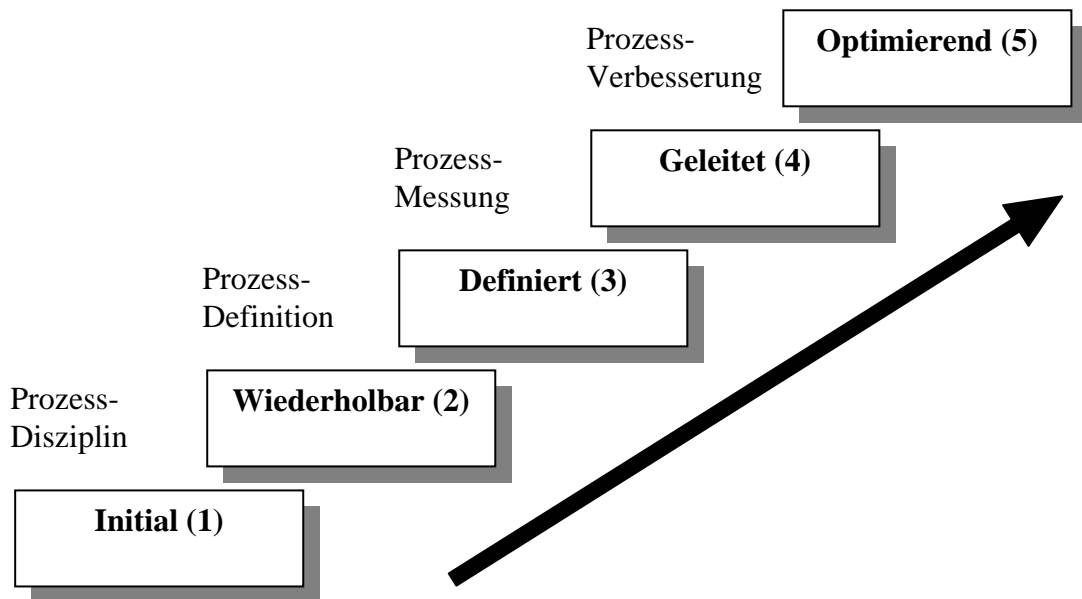 Prozess-
Verbesserung
Optimierend (5)
Prozess-
Messung
Geleitet (4)
Prozess-
Definition
Definiert (3)
Prozess-
Disziplin
Wiederholbar (2)
Initial (1)